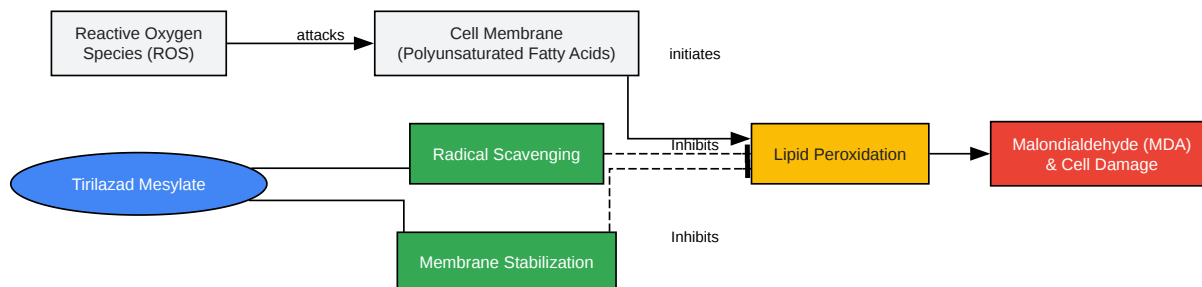 Reactive Oxygen
Species (ROS)
attacks
Cell Membrane
(Polyunsaturated Fatty Acids)
initiates
Tirilazad Mesylate
Radical Scavenging
Inhibits
Lipid Peroxidation
Malondialdehyde (MDA)
& Cell Damage
Membrane Stabilization
Inhibits